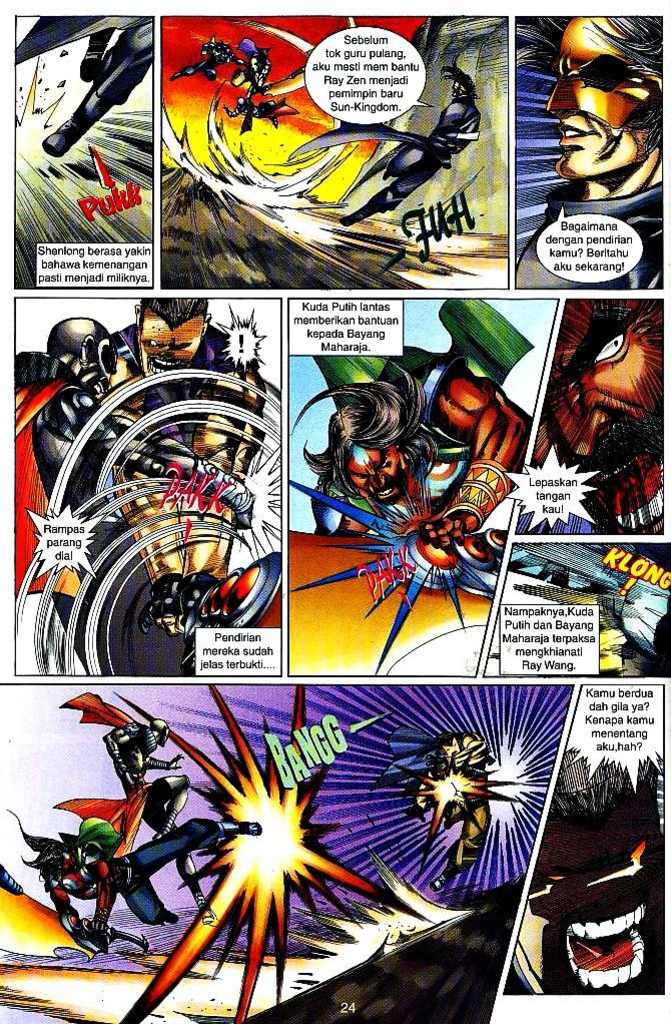 PUKK
Shenlong berasa yakin
bahawa kemenangan
pasti menjadi miliknya.
Sebelum
tok guru pulang,
aku mesti mem bantu
Ray Zen menjadi
pemimpin baru
Sun-Kingdom.
FUH
Bagaimana
dengan pendirian
kamu? Beritahu
aku sekarang!
!
DAKK
!
Rampas
parang
dia!
Pendirian
mereka sudah
jelas terbukti....
Kuda Putih lantas
memberikan bantuan
kepada Bayang
Maharaja.
DAKK
!
Lepaskan
tangan
kau!
KLONG
!
Nampaknya,Kuda
Putih dan Bayang
Maharaja terpaksa
mengkhianati
Ray Wang.
BANGG
Kamu berdua
dah gila ya?
Kenapa kamu
menentang
aku,hah?
24